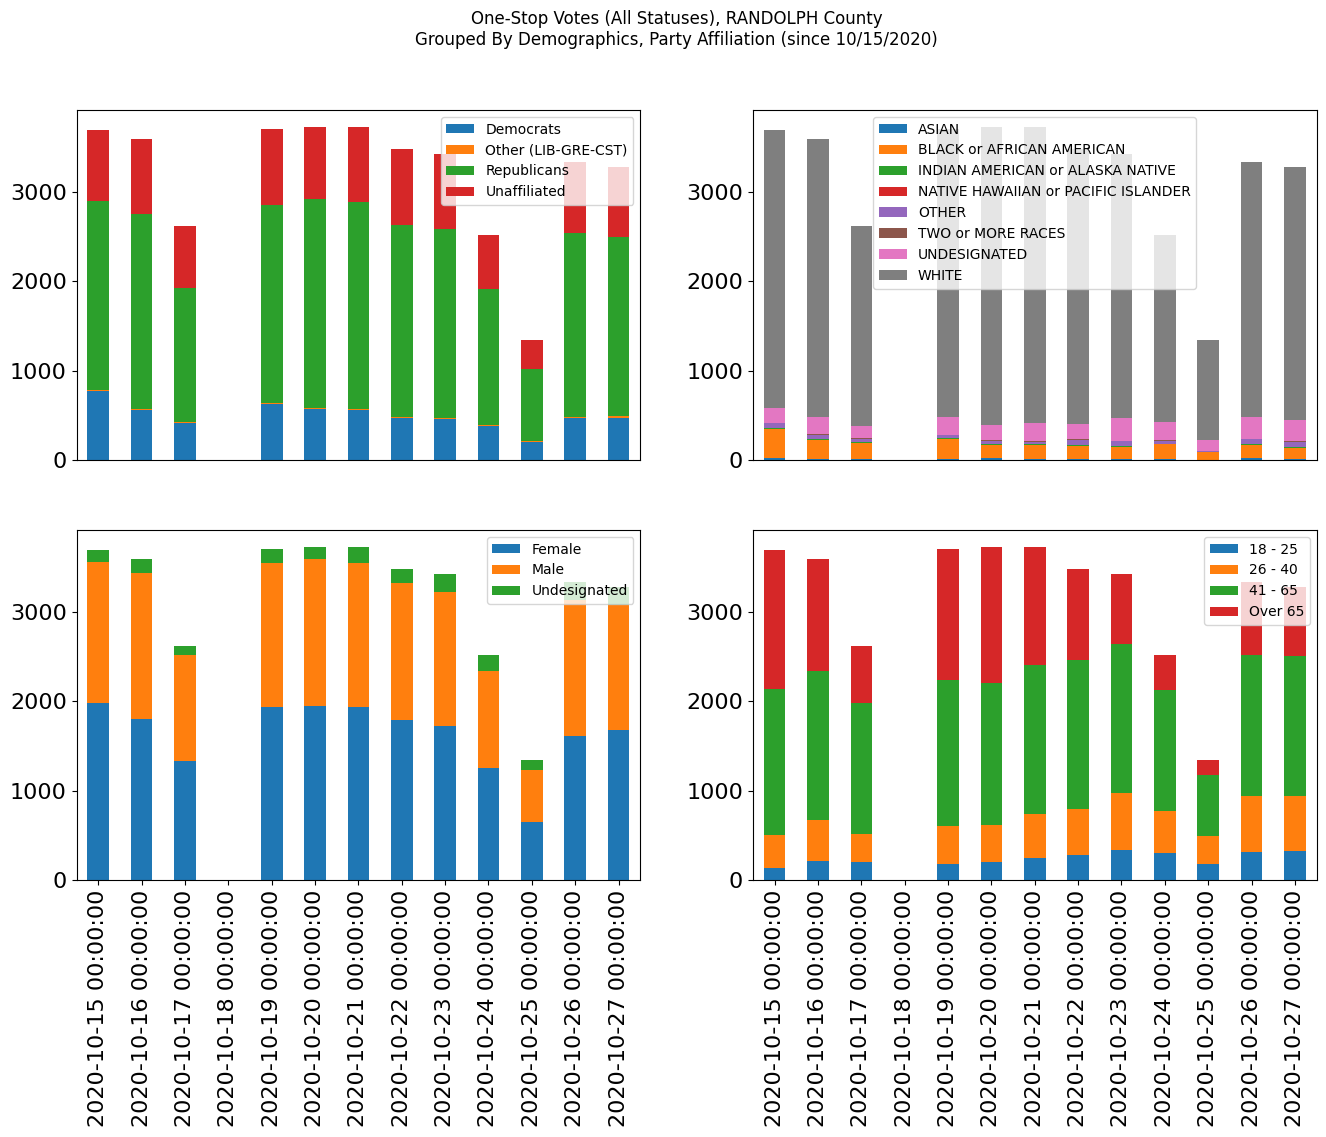 One-Stop Votes (All Statuses), RANDOLPH County
Grouped By Demographics, Party Affiliation (since 10/15/2020)
3000
2000
1000
0
Democrats
Other (LIB-GRE-CST)
Republicans
Unaffiliated
3000
2000
1000
0
ASIAN
BLACK or AFRICAN AMERICAN
INDIAN AMERICAN or ALASKA NATIVE
NATIVE HAWAIIAN or PACIFIC ISLANDER
OTHER
TWO or MORE RACES
UNDESIGNATED
WHITE
3000
2000
1000
0
Female
Male
Undesignated
2020-10-15 00:00:00
2020-10-16 00:00:00
2020-10-17 00:00:00
2020-10-18 00:00:00
2020-10-19 00:00:00
2020-10-20 00:00:00
2020-10-21 00:00:00
2020-10-22 00:00:00
2020-10-23 00:00:00
2020-10-24 00:00:00
2020-10-25 00:00:00
2020-10-26 00:00:00
2020-10-27 00:00:00
3000
2000
1000
0
18 - 25
26 - 40
41 - 65
Over 65
2020-10-15 00:00:00
2020-10-16 00:00:00
2020-10-17 00:00:00
2020-10-18 00:00:00
2020-10-19 00:00:00
2020-10-20 00:00:00
2020-10-21 00:00:00
2020-10-22 00:00:00
2020-10-23 00:00:00
2020-10-24 00:00:00
2020-10-25 00:00:00
2020-10-26 00:00:00
2020-10-27 00:00:00